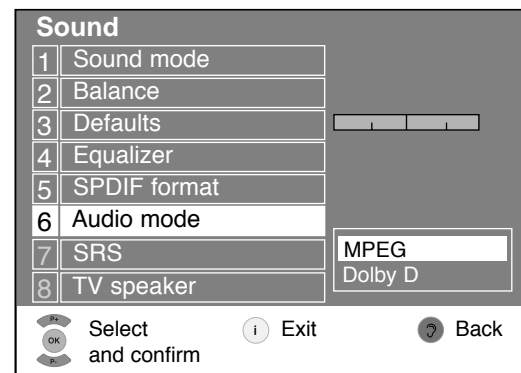 Sound
1 Sound mode
2 Balance
3 Defaults
4 Equalizer
5 SPDIF format
6 Audio mode
7 SRS
8 TV speaker
MPEG
Dolby D
P+
OK
P-
Select
and confirm
i Exit
Back